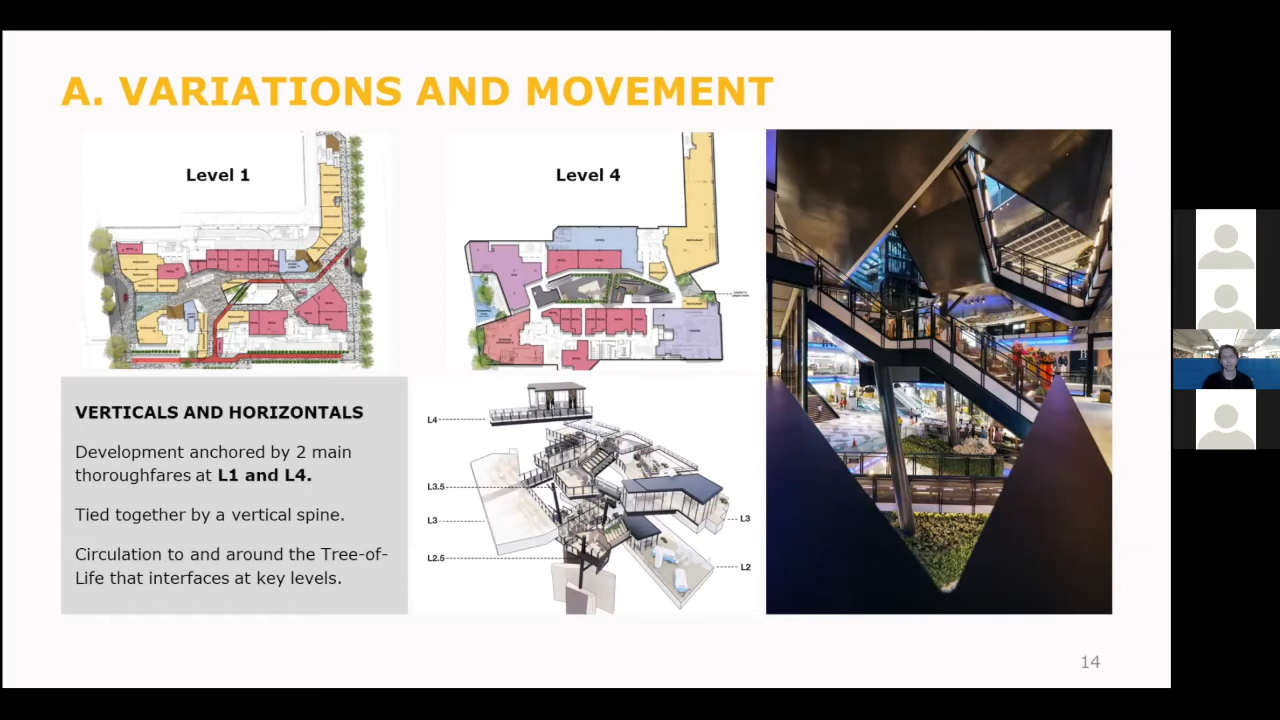 A. VARIATIONS AND MOVEMENT
Level 1
Level 4
VERTICALS AND HORIZONTALS
Development anchored by 2 main
thoroughfares at L1 and L4.
Tied together by a vertical spine.
Circulation to and around the Tree-of-
Life that interfaces at key levels.
L4
L3.5
L3
L2.5
L3
L2
14